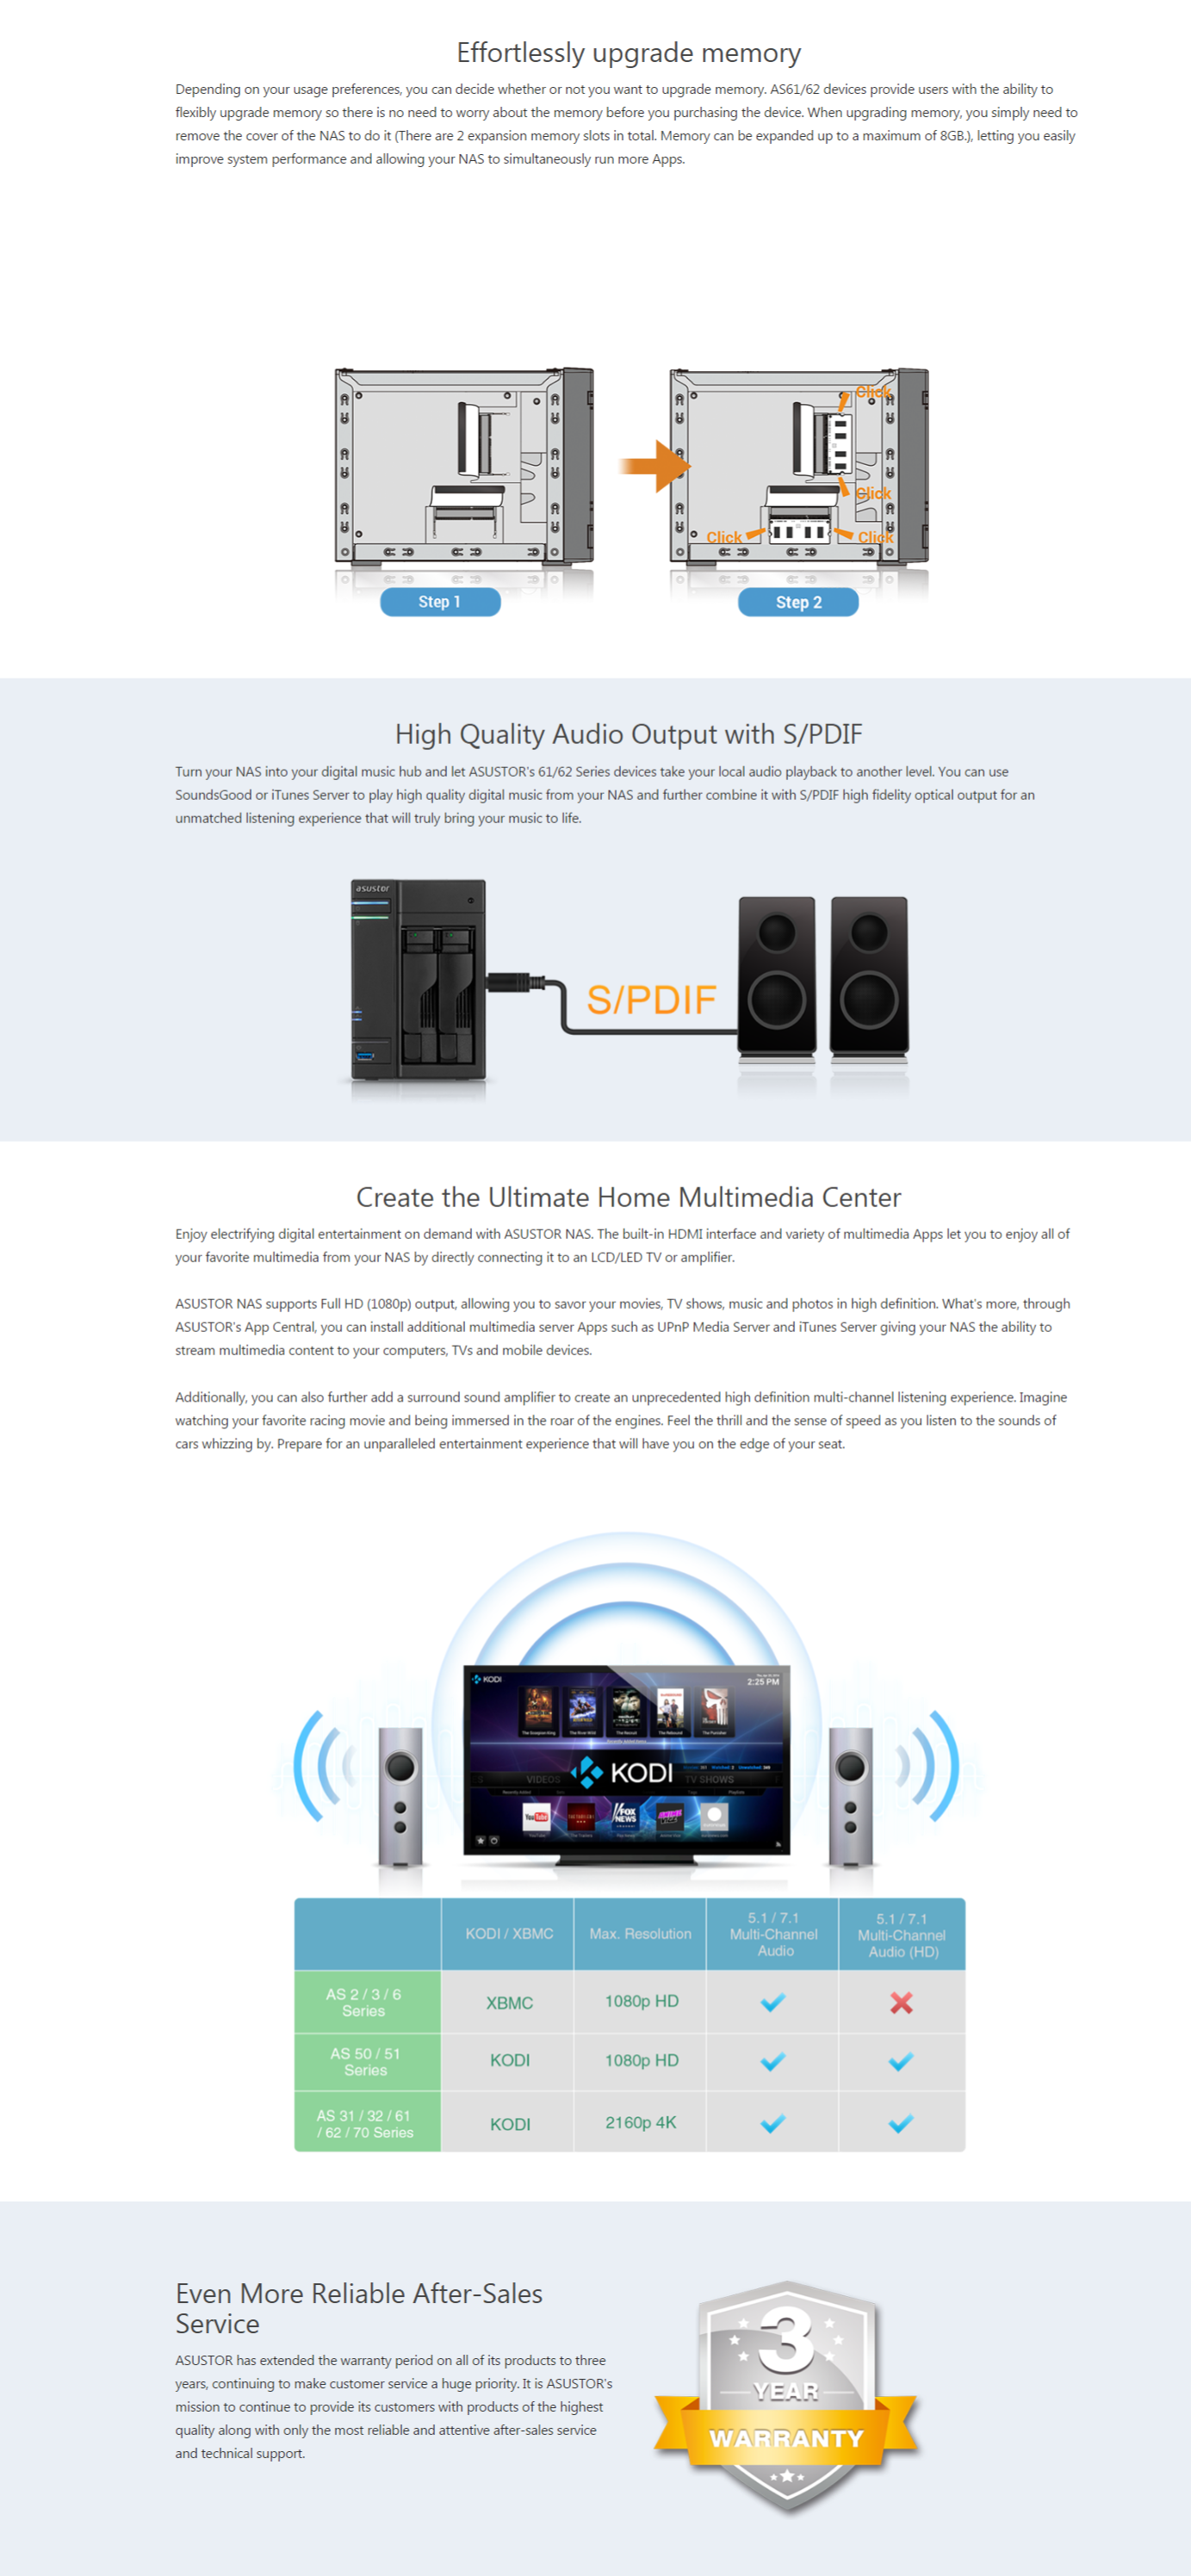 Effortlessly upgrade memory
Depending on your usage preferences, you can decide whether or not you want to upgrade memory. AS61/62 devices provide users with the ability to
flexibly upgrade memory so there is no need to worry about the memory before you purchasing the device. When upgrading memory, you simply need to
remove the cover of the NAS to do it (There are 2 expansion memory slots in total. Memory can be expanded up to a maximum of 8GB.), letting you easily
improve system performance and allowing your NAS to simultaneously run more Apps.
Click
Click
Click
Click
Step 1
Step 2
High Quality Audio Output with S/PDIF
Turn your NAS into your digital music hub and let ASUSTOR's 61/62 Series devices take your local audio playback to another level. You can use
SoundsGood or iTunes Server to play high quality digital music from your NAS and further combine it with S/PDIF high fidelity optical output for an
unmatched listening experience that will truly bring your music to life.
asustor
S/PDIF
Create the Ultimate Home Multimedia Center
Enjoy electrifying digital entertainment on demand with ASUSTOR NAS. The built-in HDMI interface and variety of multimedia Apps let you to enjoy all of
your favorite multimedia from your NAS by directly connecting it to an LCD/LED TV or amplifier.
ASUSTOR NAS supports Full HD (1080p) output, allowing you to savor your movies, TV shows, music and photos in high definition. What's more, through
ASUSTOR's App Central, you can install additional multimedia server Apps such as UPnP Media Server and iTunes Server giving your NAS the ability to
stream multimedia content to your computers, TVs and mobile devices.
Additionally, you can also further add a surround sound amplifier to create an unprecedented high definition multi-channel listening experience. Imagine
watching your favorite racing movie and being immersed in the roar of the engines. Feel the thrill and the sense of speed as you listen to the sounds of
cars whizzing by. Prepare for an unparalleled entertainment experience that will have you on the edge of your seat.
KODI
2:25 PM
The Scorpion King
The Recruit
The Rebound
The Punisher
VIDEOS
KODI
TV SHOWS
YouTube
FOX
NEWS
KODI / XBMC
Max. Resolution
5.1 / 7.1
Multi-Channel
Audio
5.1 / 7.1
Multi-Channel
Audio (HD)
AS 2 / 3 / 6
Series
XBMC
1080p HD
AS 50 / 51
Series
KODI
1080p HD
AS 31 / 32 / 61
/ 62 / 70 Series
KODI
2160p 4K
Even More Reliable After-Sales
Service
ASUSTOR has extended the warranty period on all of its products to three
years, continuing to make customer service a huge priority. It is ASUSTOR's
mission to continue to provide its customers with products of the highest
quality along with only the most reliable and attentive after-sales service
and technical support.
3
YEAR
WARRANTY